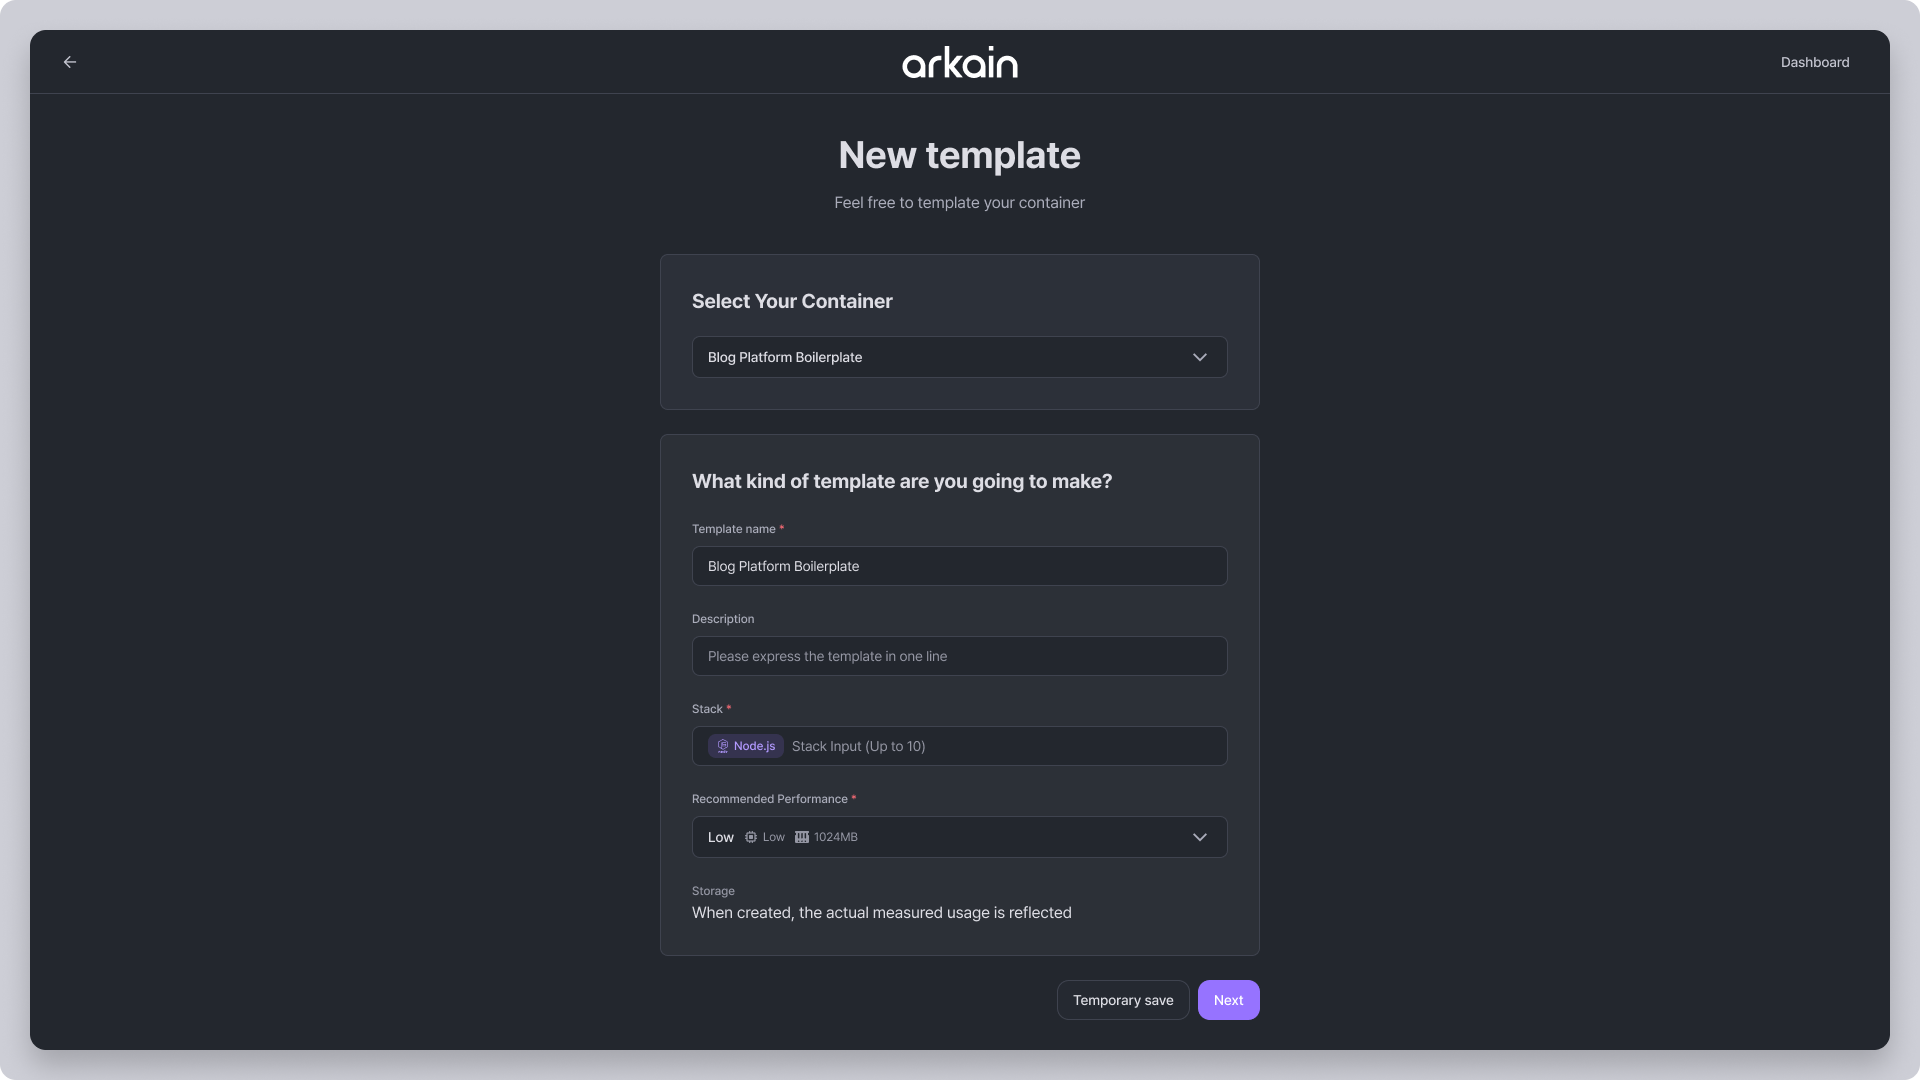 arkain
Dashboard
New template
Feel free to template your container
Select Your Container
Blog Platform Boilerplate
What kind of template are you going to make?
Template name *
Blog Platform Boilerplate
Description
Please express the template in one line
Stack *
Node.js Stack Input (Up to 10)
Recommended Performance *
Low Low 1024MB
Storage
When created, the actual measured usage is reflected
Temporary save Next